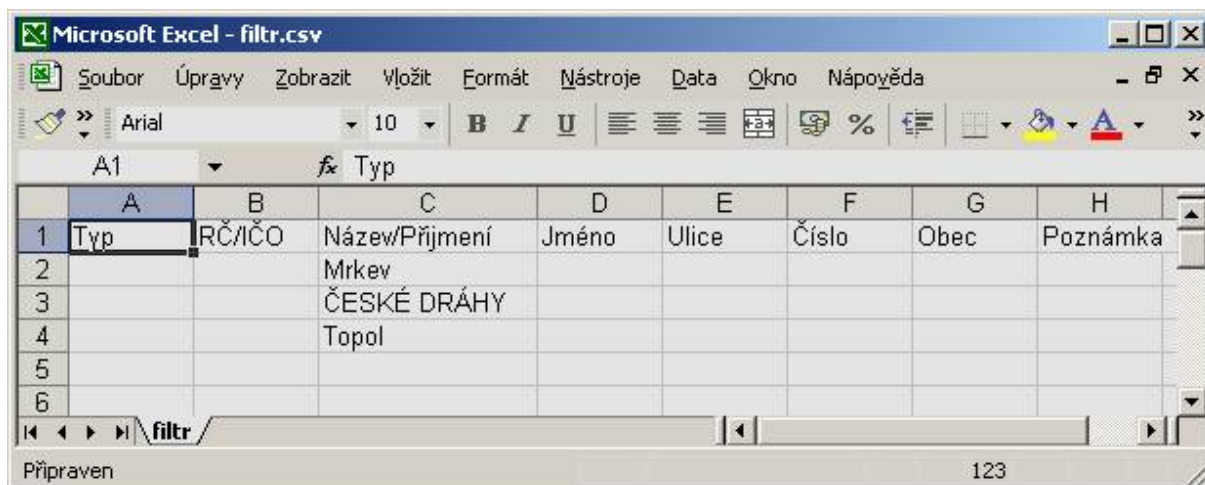 Microsoft Excel - filtr.csv
Soubor Úpravy Zobrazit Vložit Formát Nástroje Data Okno Nápověda
Arial 10 B I U % A
A1 fx Typ
A B C D E F G H
1 Typ RČ/IČO Název/Přijmení Jméno Ulice Číslo Obec Poznámka
2 Mrkev
3 ČESKÉ DRÁHY
4 Topol
5
6
filtr
Připraven 123